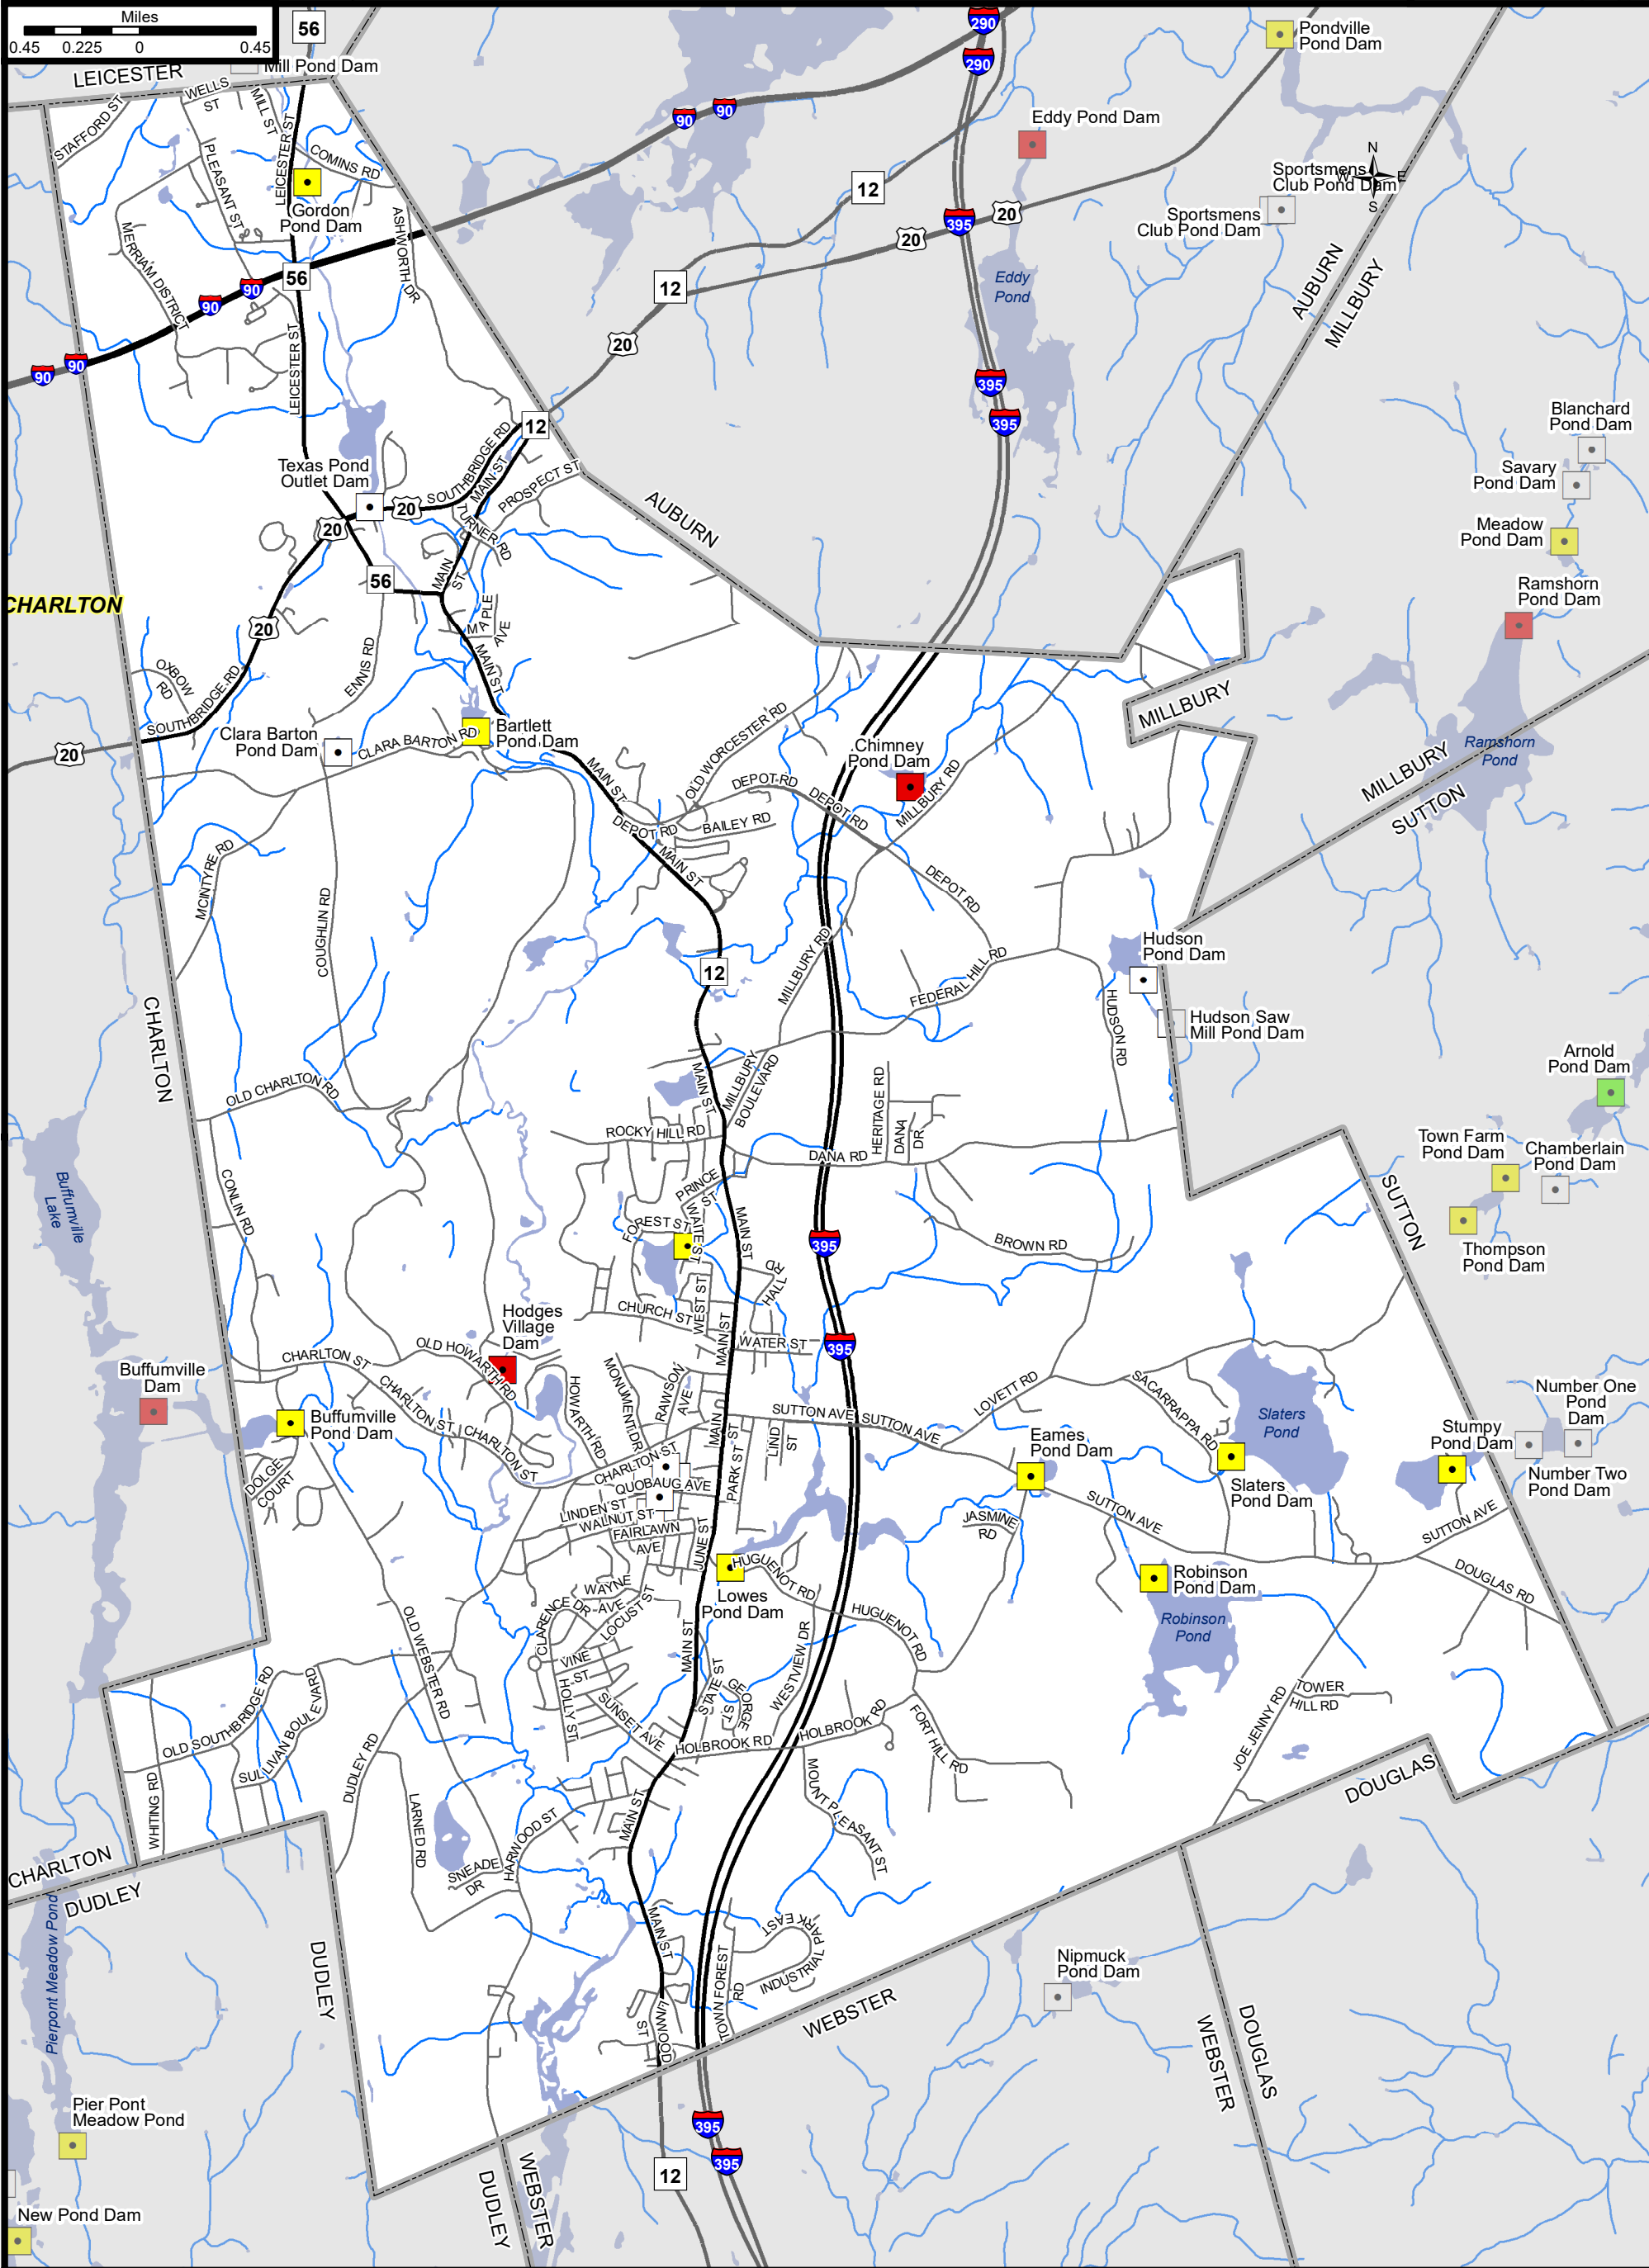 Miles
0.45 0.225 0 0.45
56
290
290
Pondville
Pond Dam
LEICESTER
Mill Pond Dam
WELLS
ST
MILL ST
STAFFORD ST
LEICESTER ST
90
90
Eddy Pond Dam
COMINS RD
PLEASANT ST
N
W
E
S
Sportsmens
Club Pond Dam
Sportsmens
Club Pond Dam
12
395
20
20
Gordon
Pond Dam
MERRIAM DISTRICT
ASHWORTH DR
56
90
90
90
90
12
20
Eddy
Pond
AUBURN
MILLBURY
LEICESTER ST
395
395
12
Blanchard
Pond Dam
Savary
Pond Dam
Meadow
Pond Dam
Ramshorn
Pond Dam
Texas Pond
Outlet Dam
SOUTHBRIDGE RD
MAIN ST
PROSPECT ST
TURNER RD
20
20
AUBURN
56
MAIN
ST
CHARLTON
20
MAPLE
AVE
MAIN ST
ENNIS RD
OXBOW
RD
SOUTHBRIDGE RD
20
Clara Barton
Pond Dam
CLARA BARTON RD
Bartlett
Pond Dam
MILLBURY
Ramshorn
Pond
MILLBURY
SUTTON
OLD WORCESTER RD
Chimney
Pond Dam
MAIN ST
DEPOT RD
DEPOT RD
MILLBURY RD
DEPOT RD
BAILEY RD
MAIN ST
MCINTYRE RD
COUGHLIN RD
DEPOT RD
MILLBURY RD
FEDERAL HILL RD
12
Hudson
Pond Dam
HUDSON RD
Hudson Saw
Mill Pond Dam
CHARLTON
Arnold
Pond Dam
OLD CHARLTON RD
MAIN ST
MILLBURY
BOULEVARD
HERITAGE RD
DANA
DR
ROCKY HILL RD
DANA RD
Town Farm
Pond Dam
Chamberlain
Pond Dam
Thompson
Pond Dam
SUTTON
Buffumville
Lake
CONLIN RD
PRINCE
ST
FOREST ST
WATE ST
MAIN ST
395
BROWN RD
HALL
RD
WEST ST
CHURCH ST
MAIN ST
WATER ST
395
Hodges
Village
Dam
OLD HOWARTH RD
CHARLTON ST
Buffumville
Dam
Buffumville
Pond Dam
CHARLTON ST
CHARLTON ST
HOWARTH RD
MONUMENT DR
RAWSON
AVE
MAIN
PARK ST ST
LIND
ST
SUTTON AVE
SUTTON AVE
LOVETT RD
SACARRAPPA RD
Slaters
Pond
Number One
Pond
Dam
Stumpy
Pond Dam
Number Two
Pond Dam
Eames
Pond Dam
Slaters
Pond Dam
DOLGE
COURT
CHARLTON ST
QUOBAUG AVE
LINDEN ST
WALNUT ST
FAIRLAWN
AVE
JUNE ST
JASMINE
RD
SUTTON AVE
SUTTON AVE
DOUGLAS RD
Lowes
Pond Dam
HUGUENOT RD
HUGUENOT RD
Robinson
Pond Dam
Robinson
Pond
WAYNE
AVE
CLARENCE DR
LOCUST ST
OLD WEBSTER RD
VINE
ST
MAIN ST
HOLLY ST
SUNSET AVE
STATE ST
GEORGE
ST
WESTVIEW DR
HOLBROOK RD
HOLBROOK RD
FORT HILL RD
JOE JENNY RD
TOWER
HILL RD
DOUGLAS
OLD SOUTHBRIDGE RD
SULLIVAN BOULEVARD
WHITING RD
DUDLEY RD
LARNED RD
MAIN ST
MOUNT PLEASANT ST
HARWOOD ST
SNEADE
DR
CHARLTON
DUDLEY
Pierpont Meadow Pond
DUDLEY
MAIN ST
TOWN FOREST
RD
INDUSTRIAL
PARK EAST
Nipmuck
Pond Dam
WEBSTER
LINWOOD
ST
WEBSTER
DOUGLAS
Pier Pont
Meadow Pond
395
395
12
DUDLEY
WEBSTER
New Pond Dam